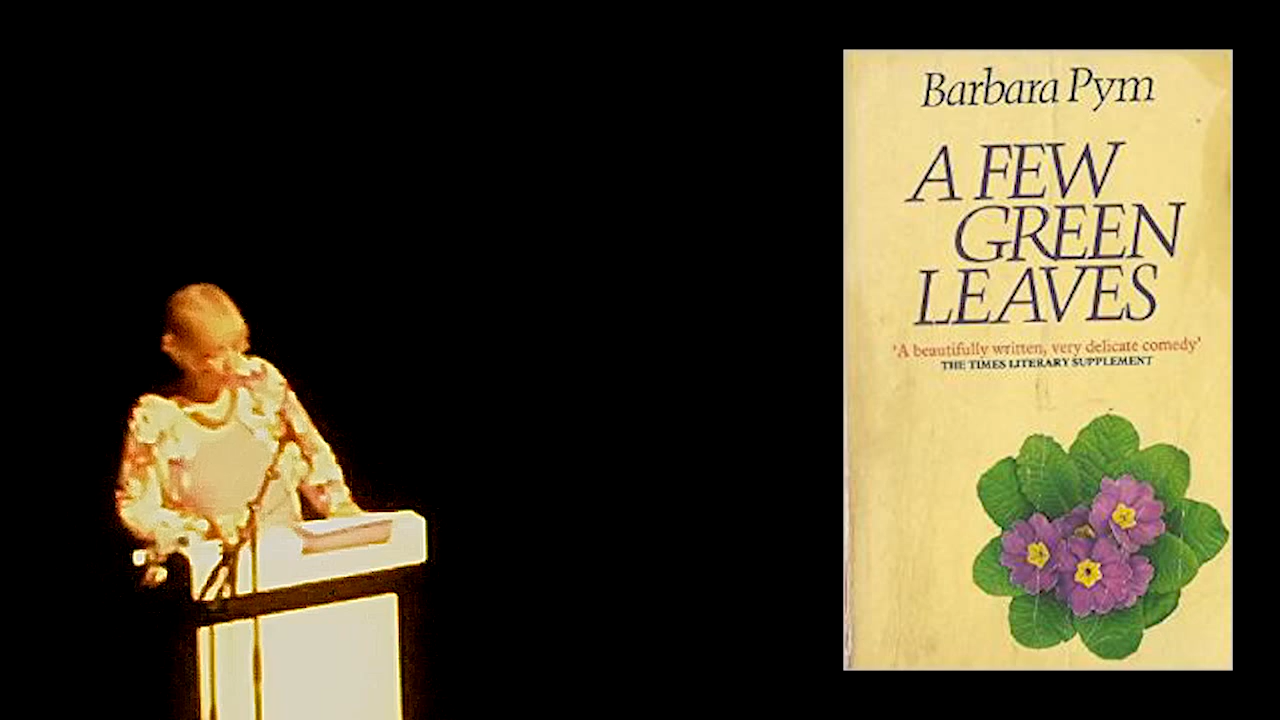 Barbara Pym
A FEW
GREEN
LEAVES
'A beautifully written, very delicate comedy'
THE TIMES LITERARY SUPPLEMENT